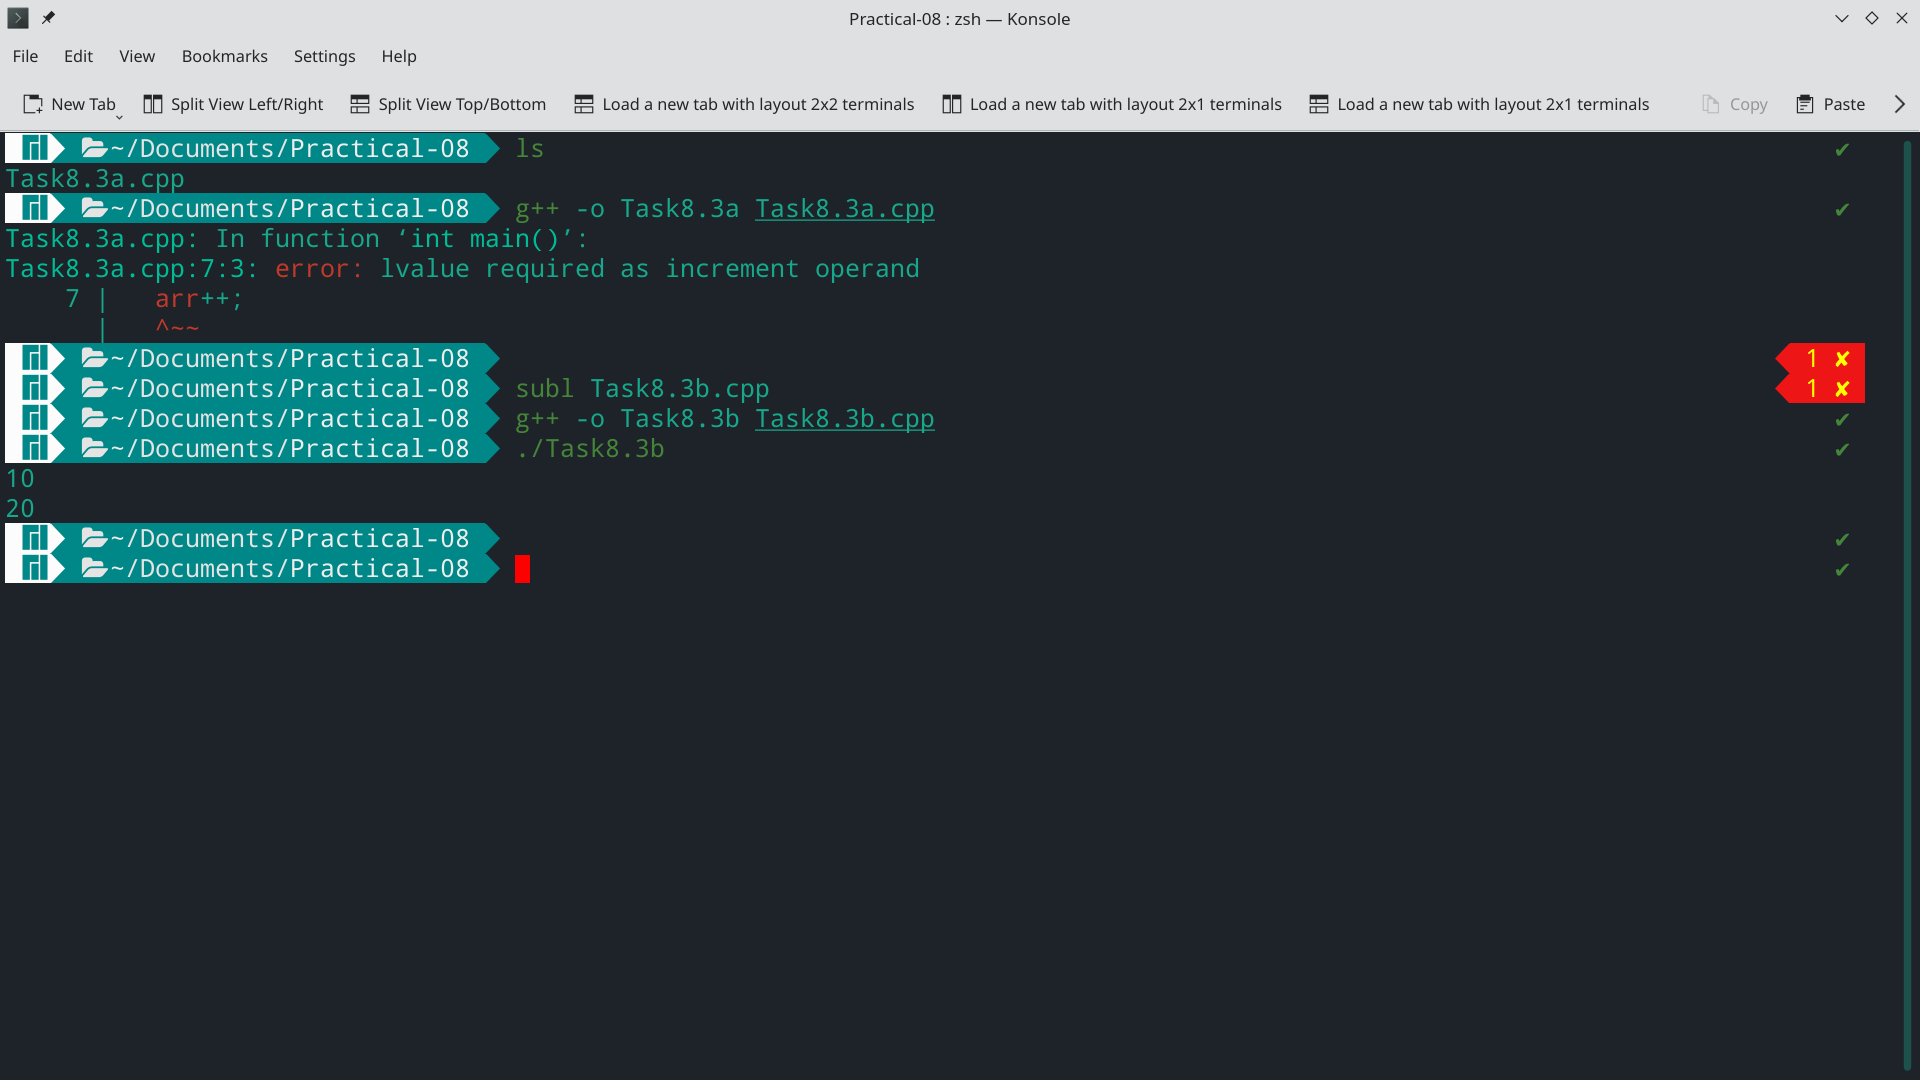 Practical-08 : zsh — Konsole
File Edit View Bookmarks Settings Help
New Tab Split View Left/Right Split View Top/Bottom Load a new tab with layout 2x2 terminals Load a new tab with layout 2x1 terminals Load a new tab with layout 2x1 terminals Copy Paste
~/Documents/Practical-08 ls ✔
Task8.3a.cpp
~/Documents/Practical-08 g++ -o Task8.3a Task8.3a.cpp ✔
Task8.3a.cpp: In function ‘int main()’:
Task8.3a.cpp:7:3: error: lvalue required as increment operand
7 | arr++;
| ^~~
~/Documents/Practical-08 1 ✘
~/Documents/Practical-08 subl Task8.3b.cpp 1 ✘
~/Documents/Practical-08 g++ -o Task8.3b Task8.3b.cpp ✔
~/Documents/Practical-08 ./Task8.3b ✔
10
20
~/Documents/Practical-08 ✔
~/Documents/Practical-08 ✔